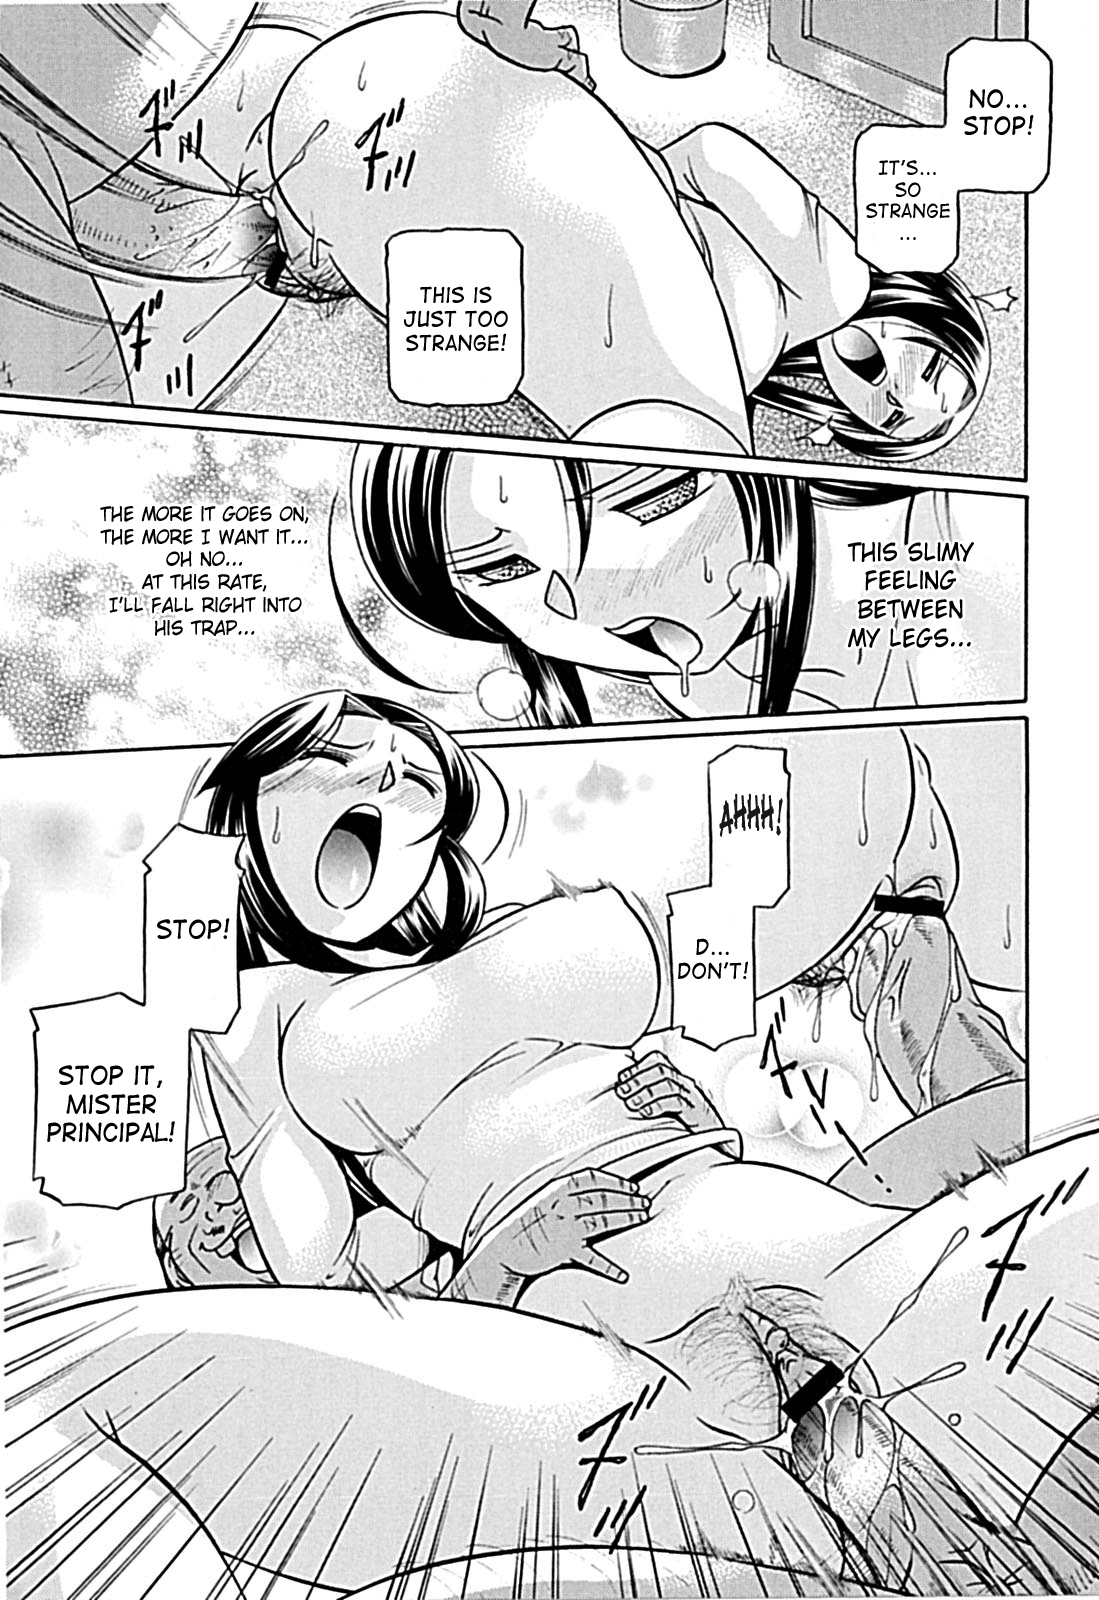 NO...
STOP!
IT'S...
SO
STRANGE
...
THIS IS
JUST TOO
STRANGE!
THIS SLIMY
FEELING
BETWEEN
MY LEGS...
THE MORE IT GOES ON,
THE MORE I WANT IT...
OH NO...
AT THIS RATE,
I'LL FALL RIGHT INTO
HIS TRAP...
AHHH!
D...
DON'T!
STOP!
STOP IT,
MISTER
PRINCIPAL!